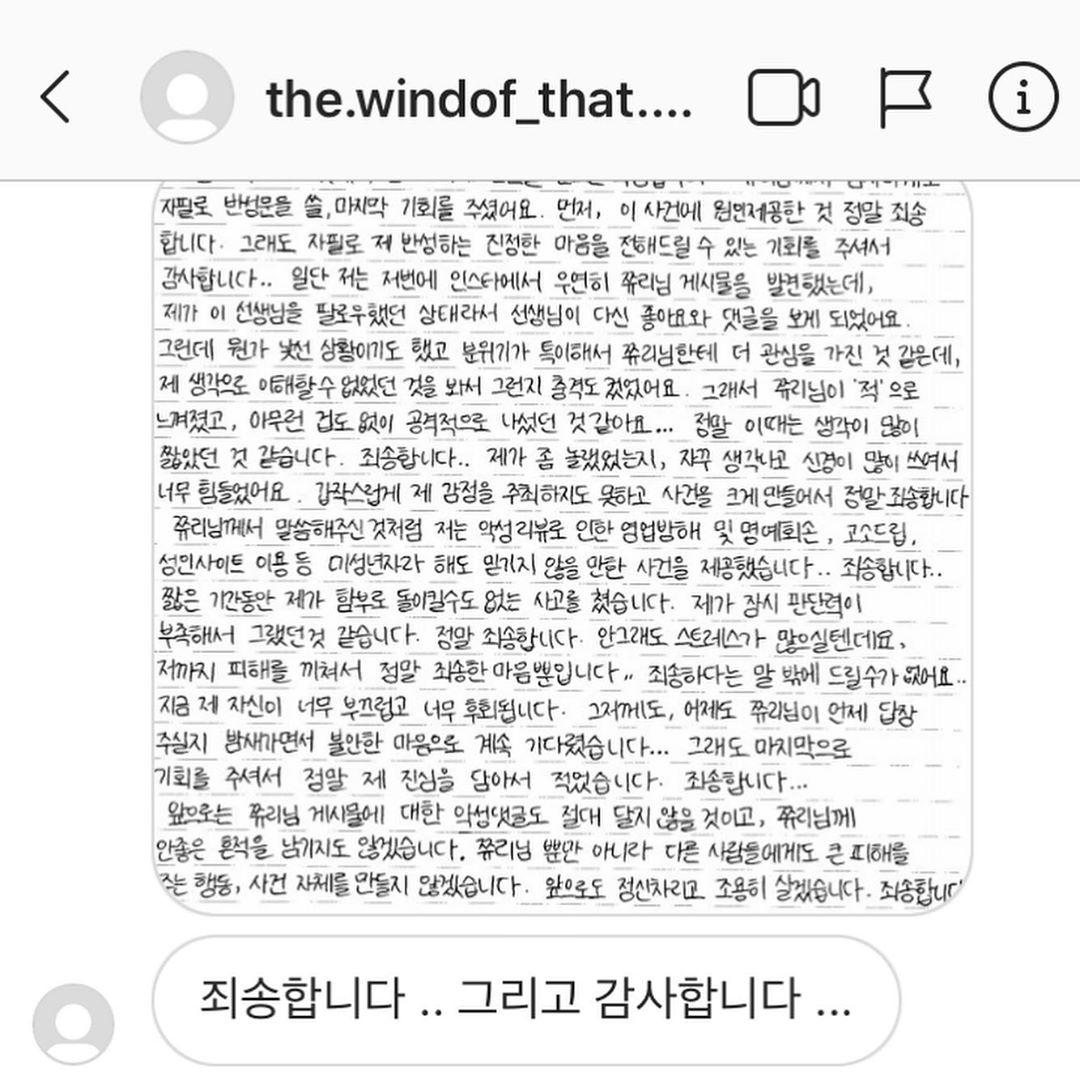 the.windof_that....
자필로 반성문을 쓸, 마지막 기회를 주셨어요. 먼저, 이 사건에 원인제공한 것 정말 죄송
합니다. 그래도 자필로 제 반성하는 진정한 마음을 전해드릴 수 있는 기회를 주셔서
감사합니다.. 일단 저는 저번에 인스타에서 우연히 쮸리님 게시물을 발견했는데,
제가 이 선생님을 팔로우했던 상태라서 선생님이 다신 좋아요와 댓글을 보게 되었어요.
그런데 뭔가 낯선 상황이기도 했고 분위기가 특이해서 쮸리님한테 더 관심을 가진 것 같은데,
제 생각으로 이해할 수 없었던 것을 봐서 그런지 충격도 컸었어요. 그래서 쮸리님이 '적'으로
느껴졌고, 아무런 겁도 없이 공격적으로 나섰던 것 같아요... 정말 이때는 생각이 많이
짧았던 것 같습니다. 죄송합니다.. 제가 좀 놀랬었는지, 자꾸 생각나고 신경이 많이 쓰여서
너무 힘들었어요. 갑작스럽게 제 감정을 주최하지도 못하고 사건을 크게 만들어서 정말 죄송합니다
쮸리님께서 말씀해주신 것처럼 저는 악성리뷰로 인한 영업방해 및 명예회손, 고소드립,
성인사이트 이용 등 미성년자라 해도 믿기지 않을 만한 사건을 제공했습니다.. 죄송합니다..
짧은 기간동안 제가 함부로 돌이킬수도 없는 사고를 쳤습니다. 제가 잠시 판단력이
부족해서 그랬던것 같습니다. 정말 죄송합니다. 안그래도 스트레스가 많으실텐데요,
저까지 피해를 끼쳐서 정말 죄송한 마음뿐입니다.. 죄송하다는 말 밖에 드릴수가 없어요..
지금 제 자신이 너무 부끄럽고 너무 후회됩니다. 그저께도, 어제도 쮸리님이 언제 답장
주실지 밤새가면서 불안한 마음으로 계속 기다렸습니다... 그래도 마지막으로
기회를 주셔서 정말 제 진심을 담아서 적었습니다. 죄송합니다...
앞으로는 쮸리님 게시물에 대한 악성댓글도 절대 달지 않을 것이고, 쮸리님께
안좋은 흔적을 남기지도 않겠습니다. 쮸리님 뿐만 아니라 다른 사람들에게도 큰 피해를
주는 행동, 사건 자체를 만들지 않겠습니다. 앞으로도 정신차리고 조용히 살겠습니다. 죄송합니다
죄송합니다 .. 그리고 감사합니다 ...